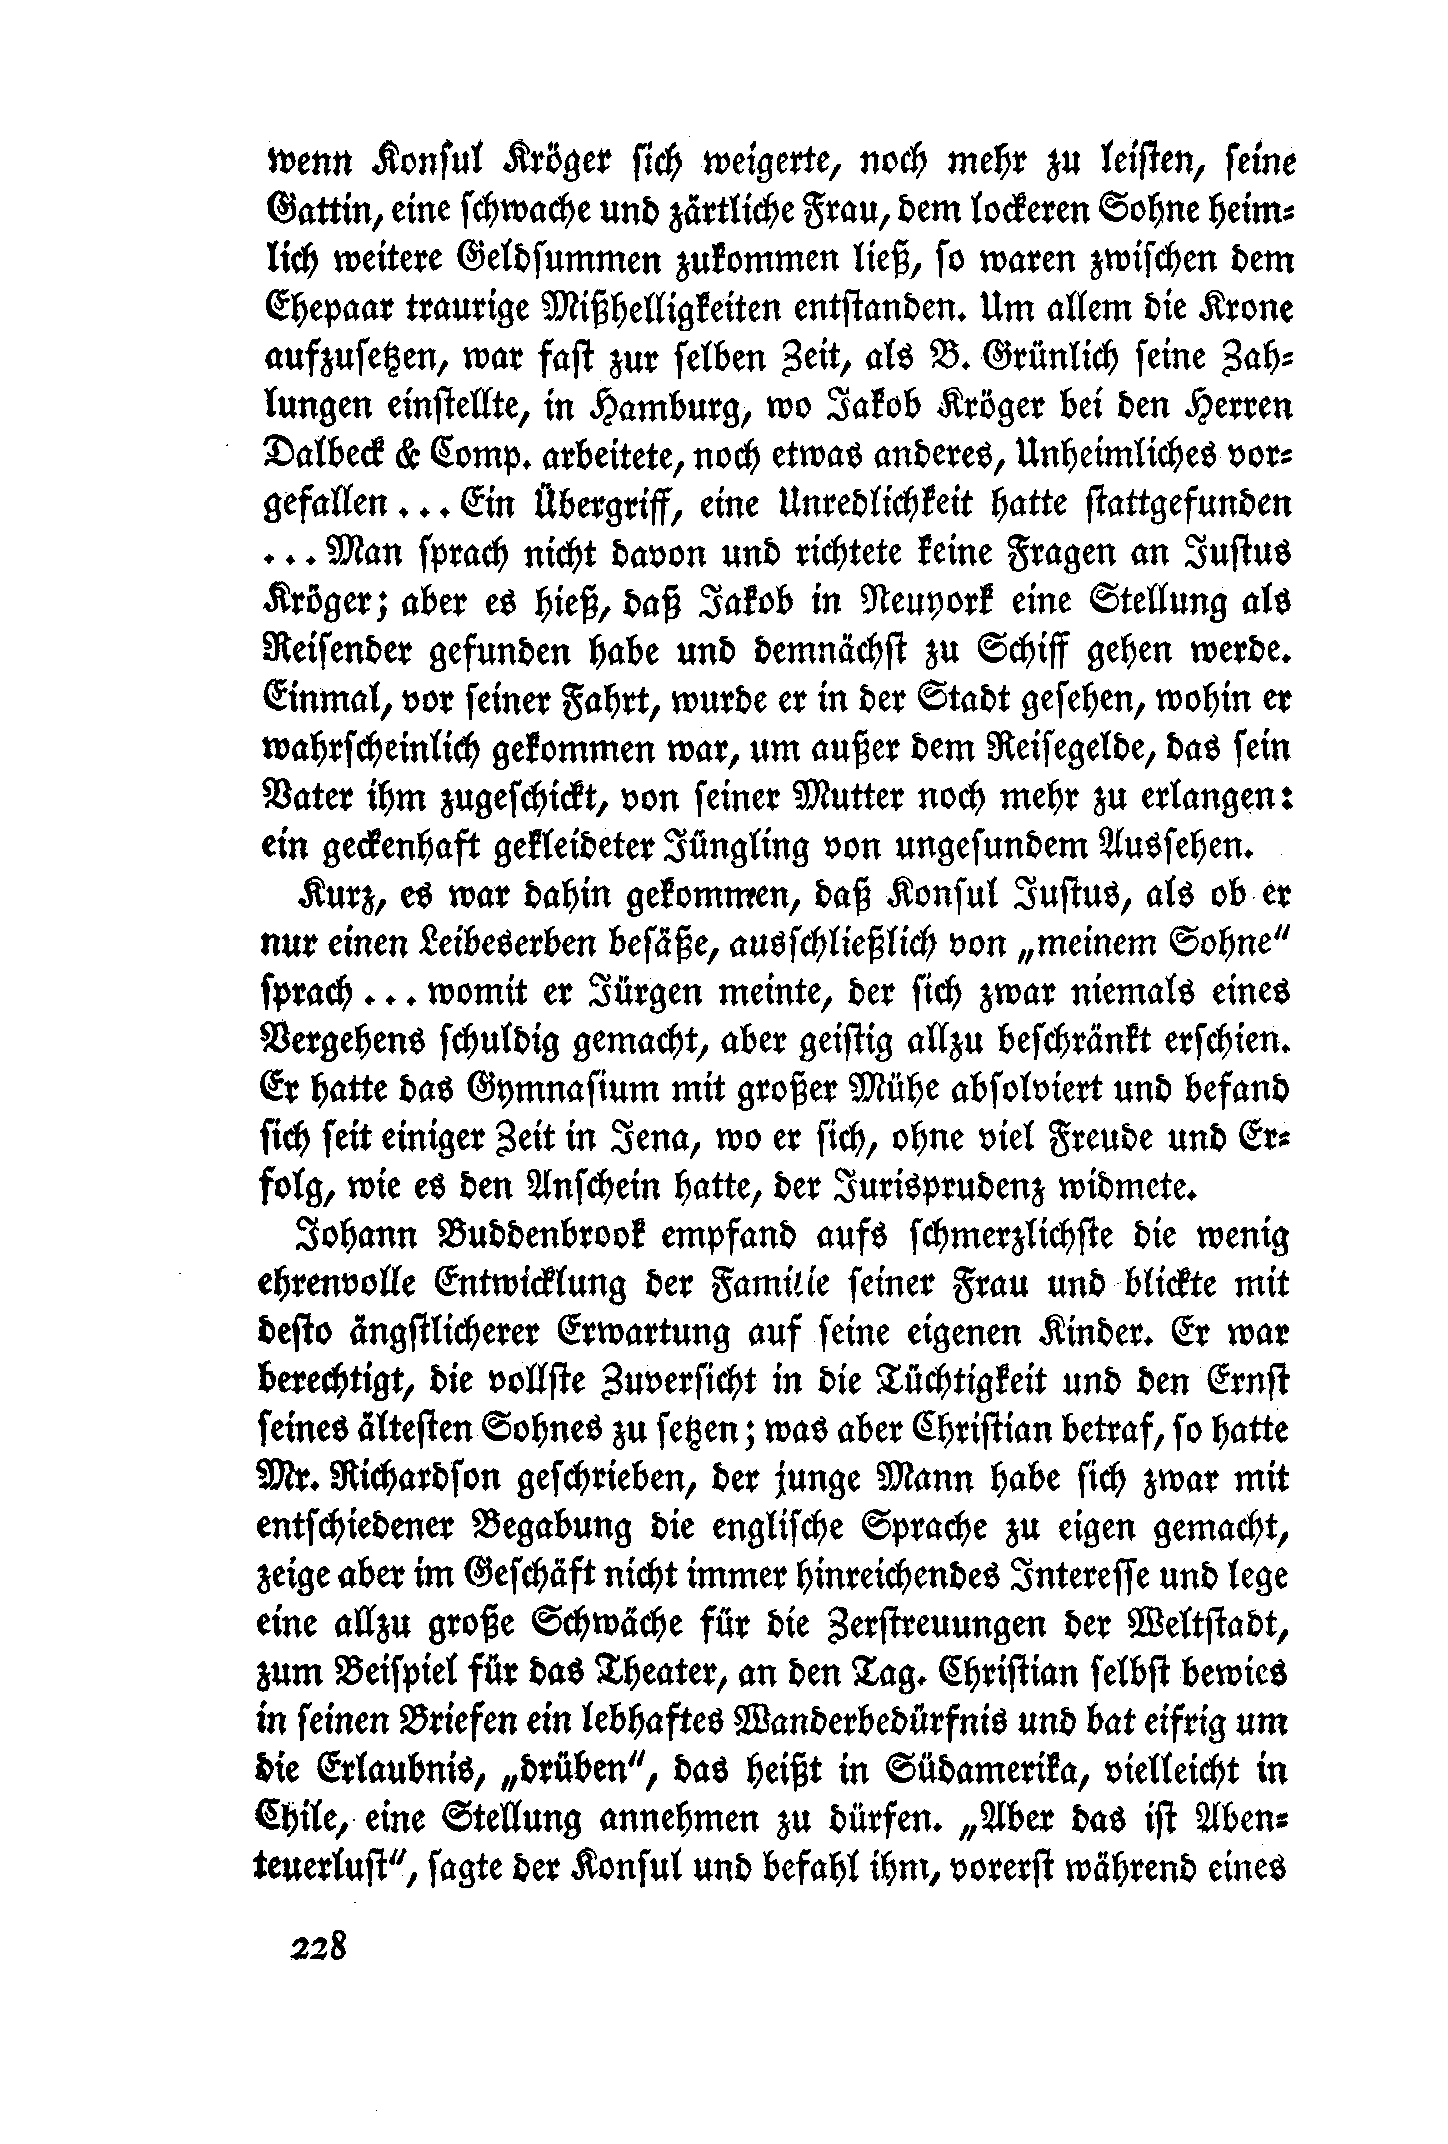 wenn Konsul Kröger sich weigerte, noch mehr zu leisten, seine
Gattin, eine schwache und zärtliche Frau, dem lockeren Sohne heim-
lich weitere Geldsummen zukommen ließ, so waren zwischen dem
Ehepaar traurige Mißhelligkeiten entstanden. Um allem die Krone
aufzusetzen, war fast zur selben Zeit, als B. Grünlich seine Zah-
lungen einstellte, in Hamburg, wo Jakob Kröger bei den Herren
Dalbeck & Comp. arbeitete, noch etwas anderes, Unheimliches vor-
gefallen ... Ein Übergriff, eine Unredlichkeit hatte stattgefunden
... Man sprach nicht davon und richtete keine Fragen an Justus
Kröger; aber es hieß, daß Jakob in Neuyork eine Stellung als
Reisender gefunden habe und demnächst zu Schiff gehen werde.
Einmal, vor seiner Fahrt, wurde er in der Stadt gesehen, wohin er
wahrscheinlich gekommen war, um außer dem Reisegelde, das sein
Vater ihm zugeschickt, von seiner Mutter noch mehr zu erlangen:
ein geckenhaft gekleideter Jüngling von ungesundem Aussehen.
Kurz, es war dahin gekommen, daß Konsul Justus, als ob er
nur einen Leibeserben besäße, ausschließlich von „meinem Sohne“
sprach ... womit er Jürgen meinte, der sich zwar niemals eines
Vergehens schuldig gemacht, aber geistig allzu beschränkt erschien.
Er hatte das Gymnasium mit großer Mühe absolviert und befand
sich seit einiger Zeit in Jena, wo er sich, ohne viel Freude und Er-
folg, wie es den Anschein hatte, der Jurisprudenz widmete.
Johann Buddenbrook empfand aufs schmerzlichste die wenig
ehrenvolle Entwicklung der Familie seiner Frau und blickte mit
desto ängstlicherer Erwartung auf seine eigenen Kinder. Er war
berechtigt, die vollste Zuversicht in die Tüchtigkeit und den Ernst
seines ältesten Sohnes zu setzen; was aber Christian betraf, so hatte
Mr. Richardson geschrieben, der junge Mann habe sich zwar mit
entschiedener Begabung die englische Sprache zu eigen gemacht,
zeige aber im Geschäft nicht immer hinreichendes Interesse und lege
eine allzu große Schwäche für die Zerstreuungen der Weltstadt,
zum Beispiel für das Theater, an den Tag. Christian selbst bewies
in seinen Briefen ein lebhaftes Wanderbedürfnis und bat eifrig um
die Erlaubnis, „drüben“, das heißt in Südamerika, vielleicht in
Chile, eine Stellung annehmen zu dürfen. „Aber das ist Aben-
teuerlust“, sagte der Konsul und befahl ihm, vorerst während eines
228